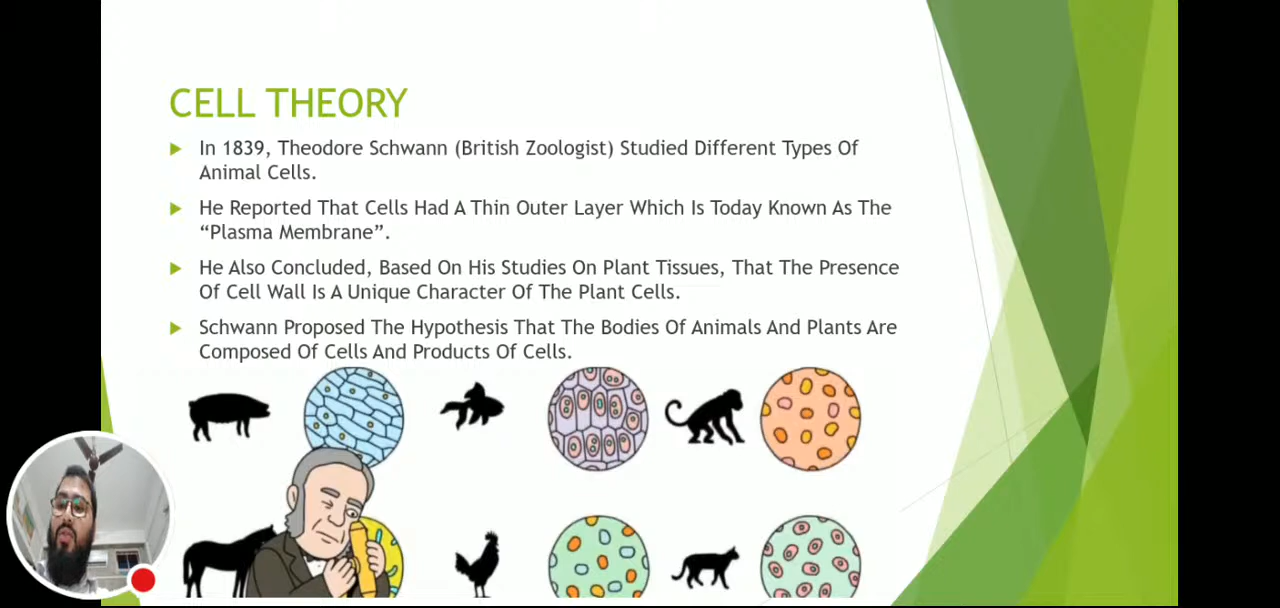 CELL THEORY
In 1839, Theodore Schwann (British Zoologist) Studied Different Types Of
Animal Cells.
He Reported That Cells Had A Thin Outer Layer Which Is Today Known As The
“Plasma Membrane”.
He Also Concluded, Based On His Studies On Plant Tissues, That The Presence
Of Cell Wall Is A Unique Character Of The Plant Cells.
Schwann Proposed The Hypothesis That The Bodies Of Animals And Plants Are
Composed Of Cells And Products Of Cells.